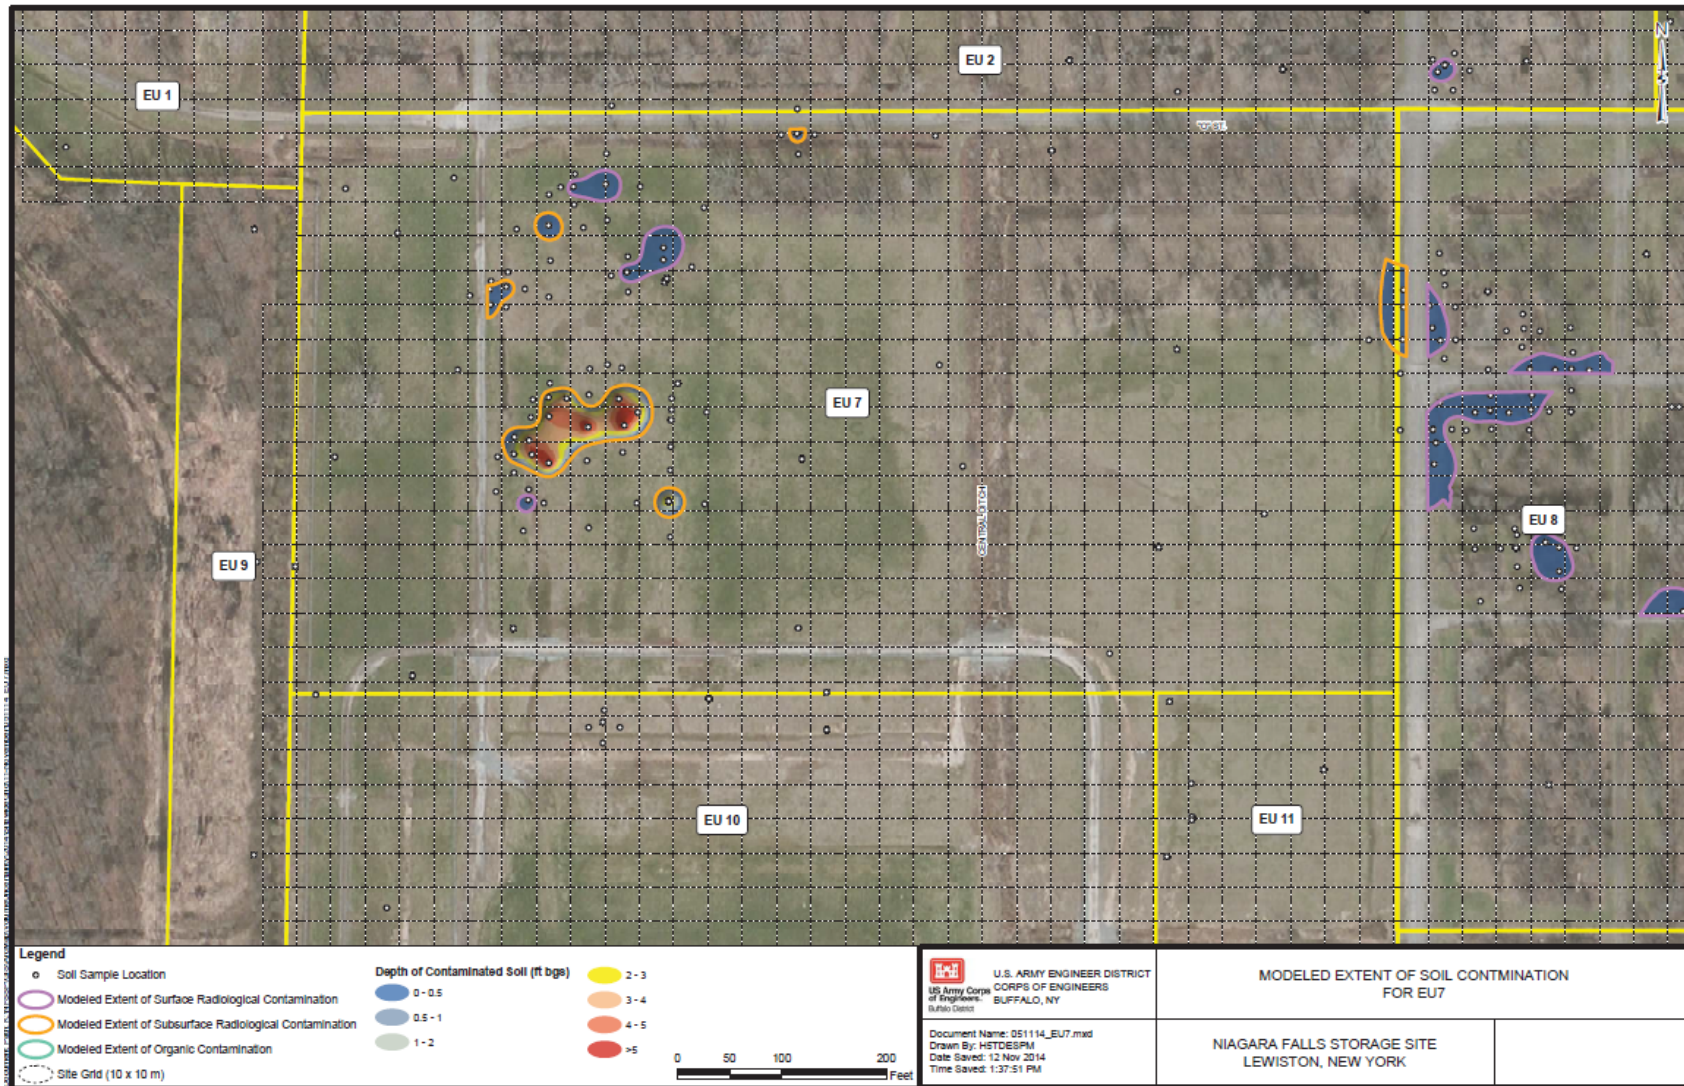 EU 2
N
EU 1
"O" ST.
EU 7
CENTRAL DITCH
EU 8
EU 9
EU 10
EU 11
Legend
Soil Sample Location
Modeled Extent of Surface Radiological Contamination
Modeled Extent of Subsurface Radiological Contamination
Modeled Extent of Organic Contamination
Site Grid (10 x 10 m)
Depth of Contaminated Soil (ft bgs)
0 - 0.5
0.5 - 1
1 - 2
2 - 3
3 - 4
4 - 5
>5
0 50 100 200
Feet
US Army Corps
of Engineers.
Buffalo District
U.S. ARMY ENGINEER DISTRICT
CORPS OF ENGINEERS
BUFFALO, NY
MODELED EXTENT OF SOIL CONTMINATION
FOR EU7
Document Name: 051114_EU7.mxd
Drawn By: H5TDESPM
Date Saved: 12 Nov 2014
Time Saved: 1:37:51 PM
NIAGARA FALLS STORAGE SITE
LEWISTON, NEW YORK